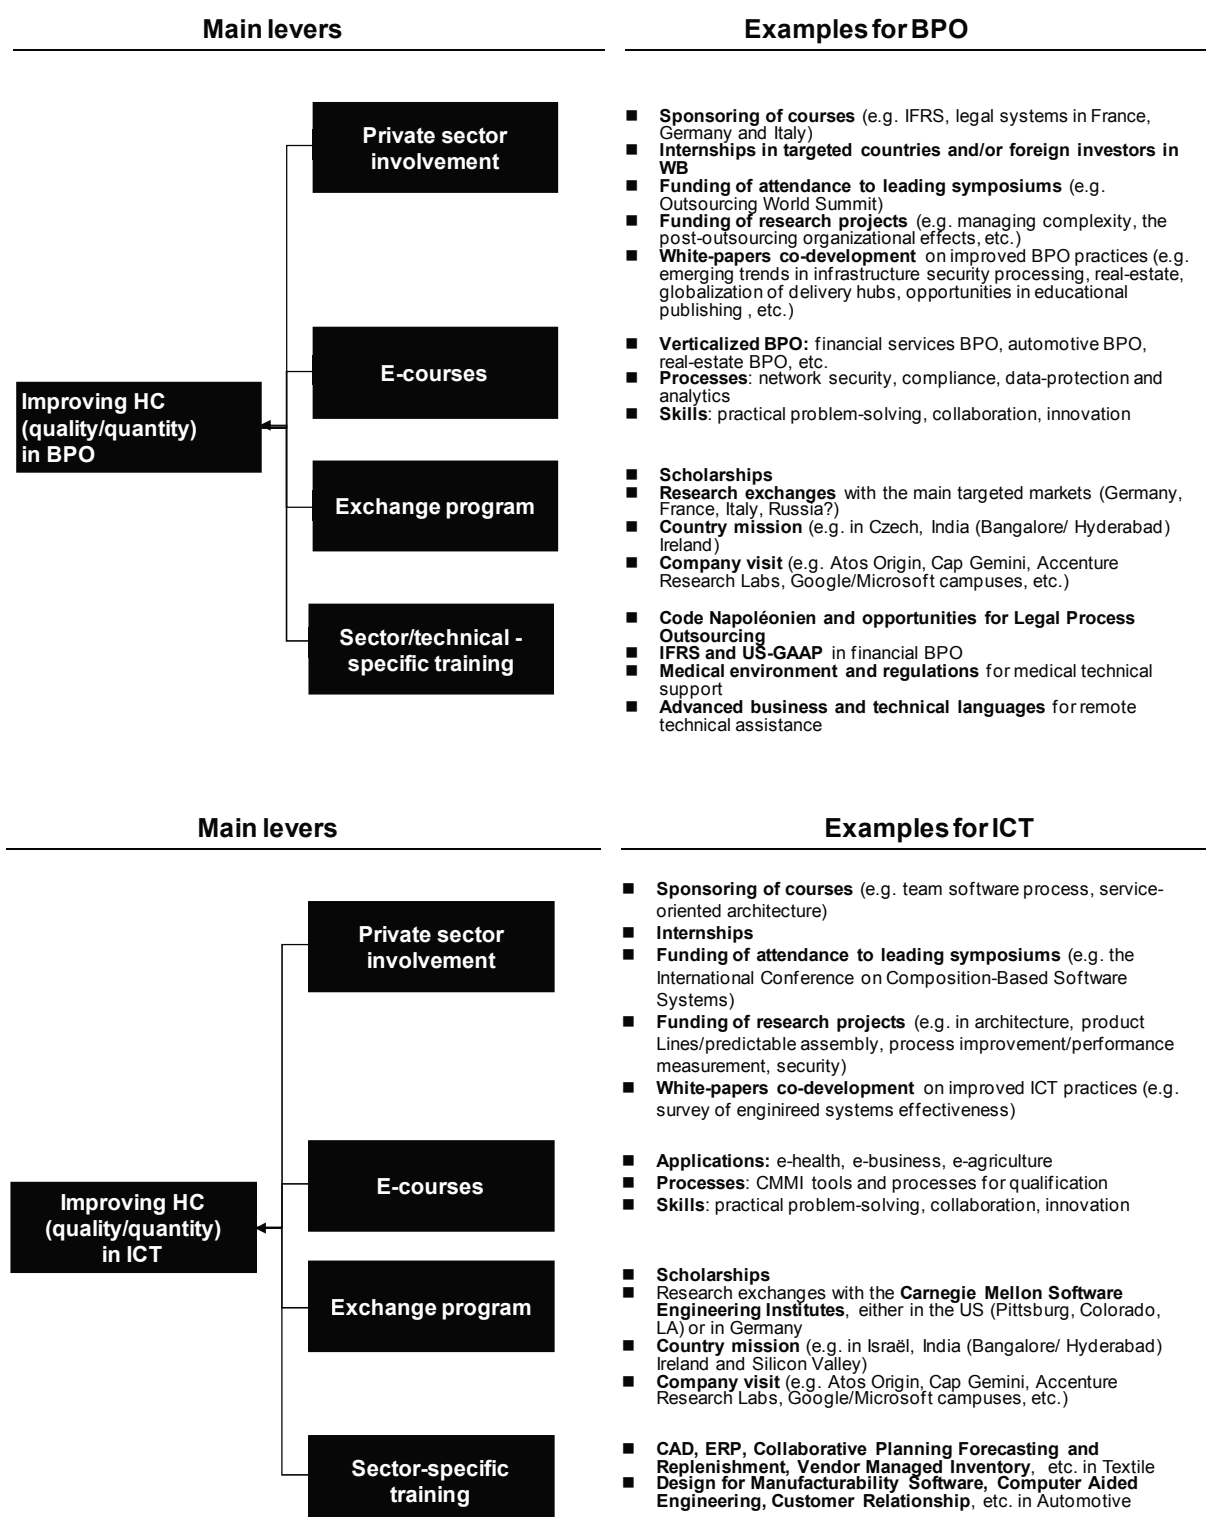 Main levers
Examples for BPO
Private sector
involvement
■ Sponsoring of courses (e.g. IFRS, legal systems in France,
Germany and Italy)
■ Internships in targeted countries and/or foreign investors in
WB
■ Funding of attendance to leading symposiums (e.g.
Outsourcing World Summit)
■ Funding of research projects (e.g. managing complexity, the
post-outsourcing organizational effects, etc.)
■ White-papers co-development on improved BPO practices (e.g.
emerging trends in infrastructure security processing, real-estate,
globalization of delivery hubs, opportunities in educational
publishing , etc.)
E-courses
■ Verticalized BPO: financial services BPO, automotive BPO,
real-estate BPO, etc.
■ Processes: network security, compliance, data-protection and
analytics
■ Skills: practical problem-solving, collaboration, innovation
Improving HC
(quality/quantity)
in BPO
Exchange program
■ Scholarships
■ Research exchanges with the main targeted markets (Germany,
France, Italy, Russia?)
■ Country mission (e.g. in Czech, India (Bangalore/ Hyderabad)
Ireland)
■ Company visit (e.g. Atos Origin, Cap Gemini, Accenture
Research Labs, Google/Microsoft campuses, etc.)
Sector/technical -
specific training
■ Code Napoléonien and opportunities for Legal Process
Outsourcing
■ IFRS and US-GAAP in financial BPO
■ Medical environment and regulations for medical technical
support
■ Advanced business and technical languages for remote
technical assistance
Main levers
Examples for ICT
Private sector
involvement
■ Sponsoring of courses (e.g. team software process, service-
oriented architecture)
■ Internships
■ Funding of attendance to leading symposiums (e.g. the
International Conference on Composition-Based Software
Systems)
■ Funding of research projects (e.g. in architecture, product
Lines/predictable assembly, process improvement/performance
measurement, security)
■ White-papers co-development on improved ICT practices (e.g.
survey of enginireed systems effectiveness)
E-courses
■ Applications: e-health, e-business, e-agriculture
■ Processes: CMMI tools and processes for qualification
■ Skills: practical problem-solving, collaboration, innovation
Improving HC
(quality/quantity)
in ICT
Exchange program
■ Scholarships
■ Research exchanges with the Carnegie Mellon Software
Engineering Institutes, either in the US (Pittsburg, Colorado,
LA) or in Germany
■ Country mission (e.g. in Israël, India (Bangalore/ Hyderabad)
Ireland and Silicon Valley)
■ Company visit (e.g. Atos Origin, Cap Gemini, Accenture
Research Labs, Google/Microsoft campuses, etc.)
Sector-specific
training
■ CAD, ERP, Collaborative Planning Forecasting and
Replenishment, Vendor Managed Inventory, etc. in Textile
■ Design for Manufacturability Software, Computer Aided
Engineering, Customer Relationship, etc. in Automotive